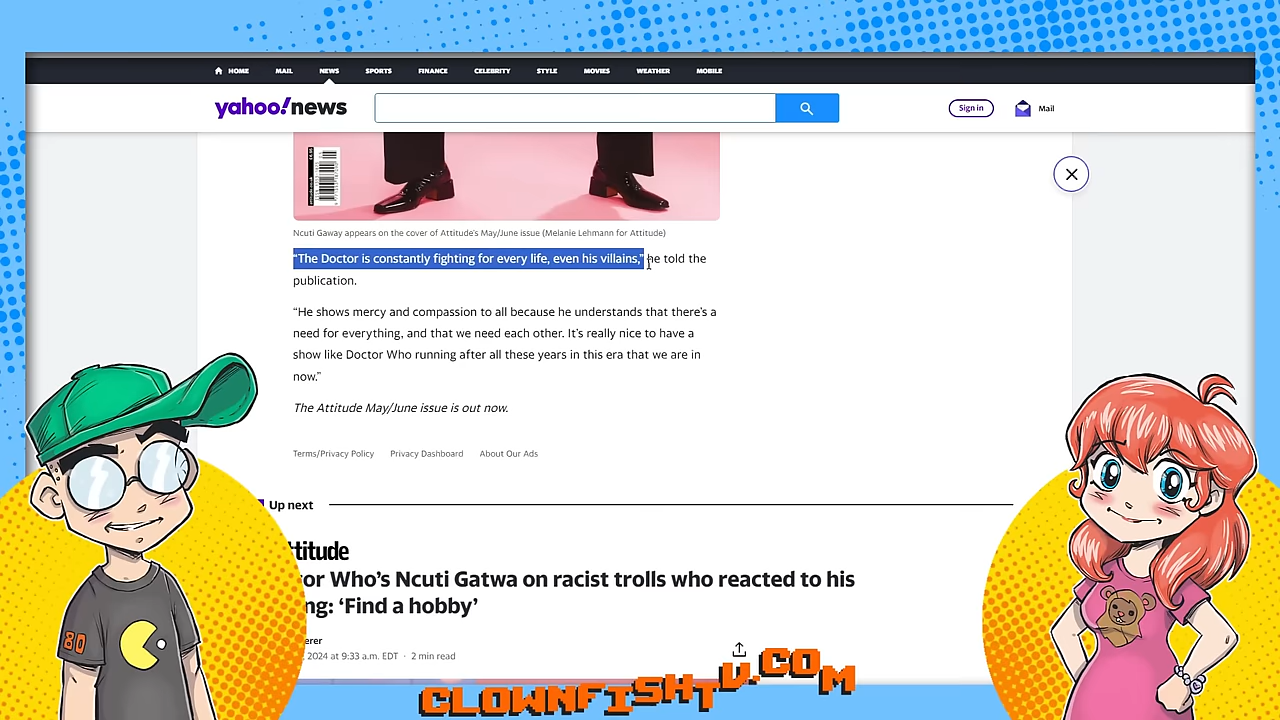 HOME MAIL NEWS SPORTS FINANCE CELEBRITY STYLE MOVIES WEATHER MOBILE
yahoo!news
Sign in
Mail
Ncuti Gaway appears on the cover of Attitude's May/June issue (Melanie Lehmann for Attitude)
“The Doctor is constantly fighting for every life, even his villains,” he told the
publication.
“He shows mercy and compassion to all because he understands that there’s a
need for everything, and that we need each other. It’s really nice to have a
show like Doctor Who running after all these years in this era that we are in
now.”
The Attitude May/June issue is out now.
Terms/Privacy Policy Privacy Dashboard About Our Ads
Up next
ttitude
tor Who’s Ncuti Gatwa on racist trolls who reacted to his
ng: ‘Find a hobby’
erer
2024 at 9:33 a.m. EDT · 2 min read
80
CLOWNFISHTV.COM